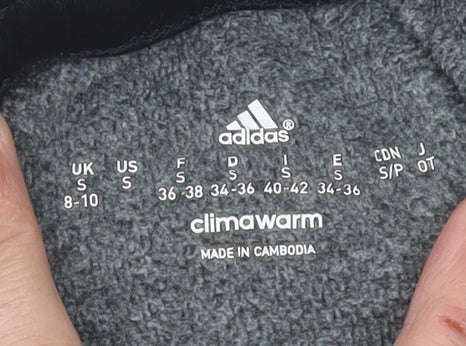 adidas®
UK US F D I E CDN J
S S S S S S S/P OT
8-10 36-38 34-36 40-42 34-36
climawarm
MADE IN CAMBODIA